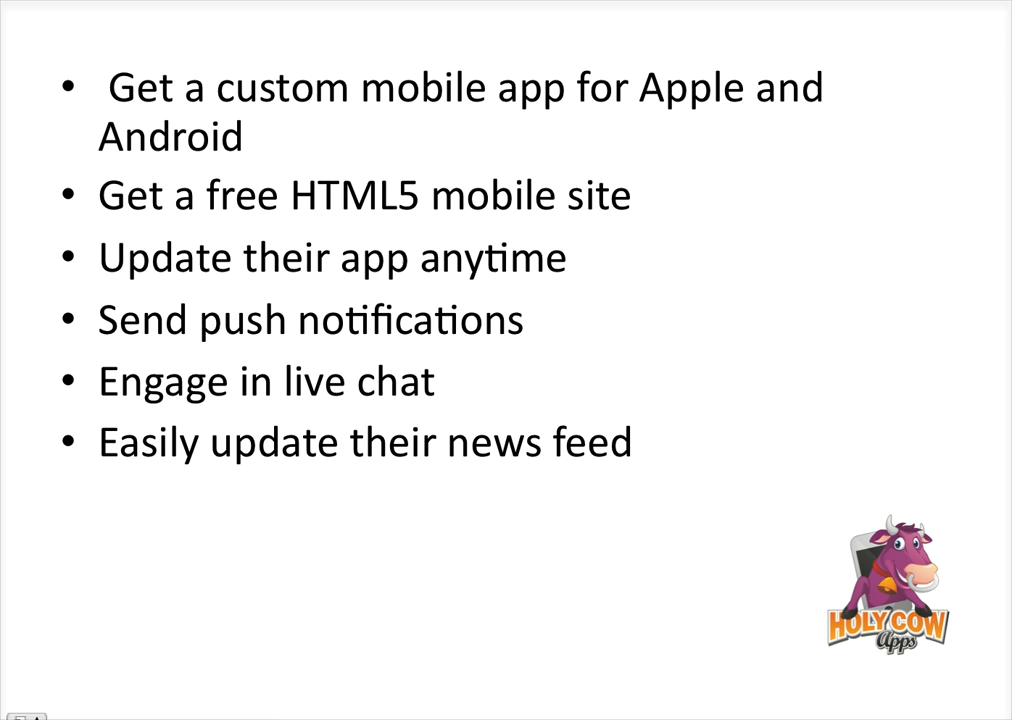 • Get a custom mobile app for Apple and
Android
• Get a free HTML5 mobile site
• Update their app anytime
• Send push notifications
• Engage in live chat
• Easily update their news feed
HOLY COW
Apps